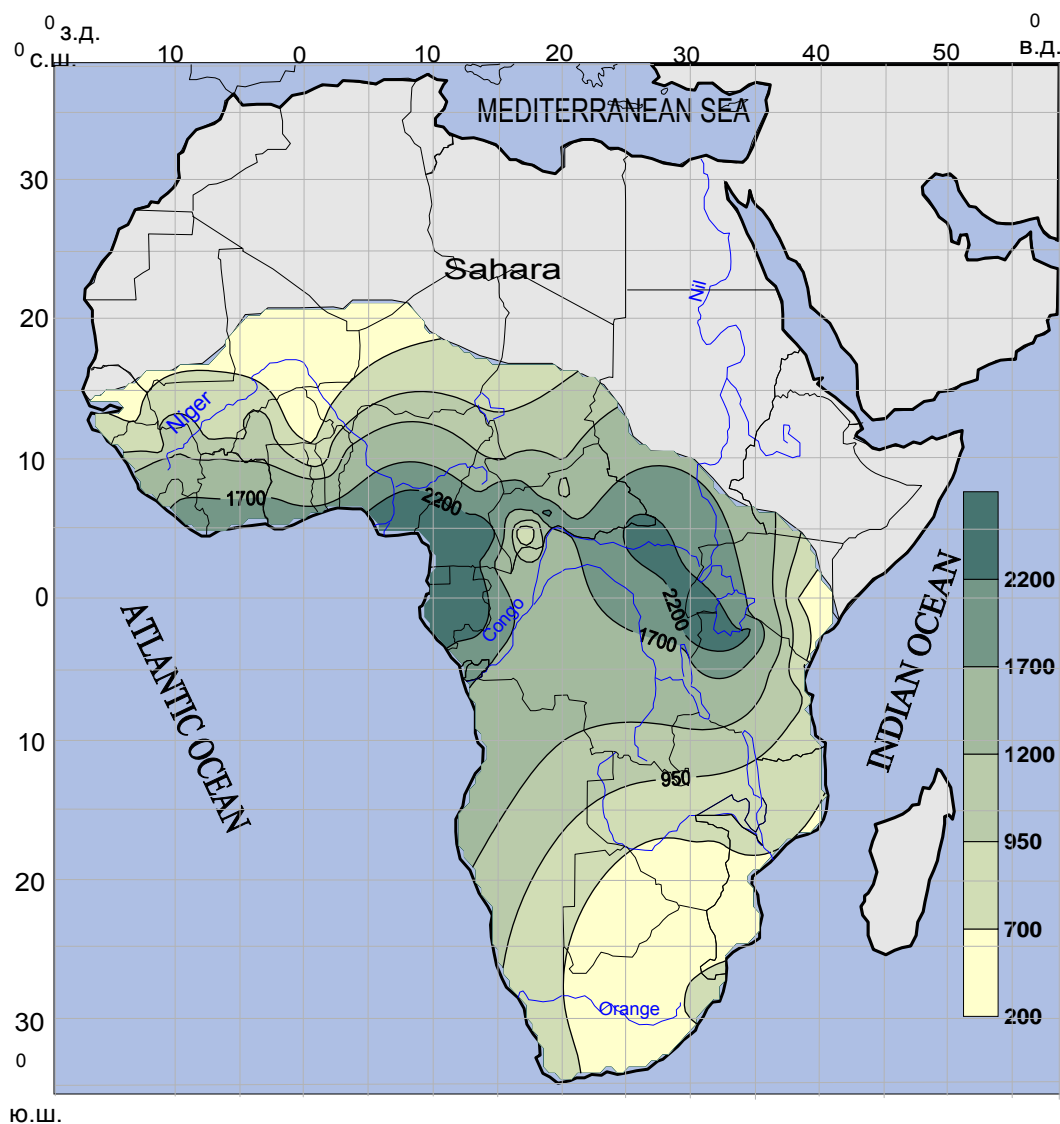 0 з.д.
0
0 с.ш.
10 0 10 20 30 40 50
в.д.
MEDITERRANEAN SEA
30
Sahara
Nil
20
Niger
10
1700
2200
2200
0
Congo
2200
1700
1700
ATLANTIC OCEAN
INDIAN OCEAN
10
1200
950
950
20
700
Orange
200
30
0
ю.ш.